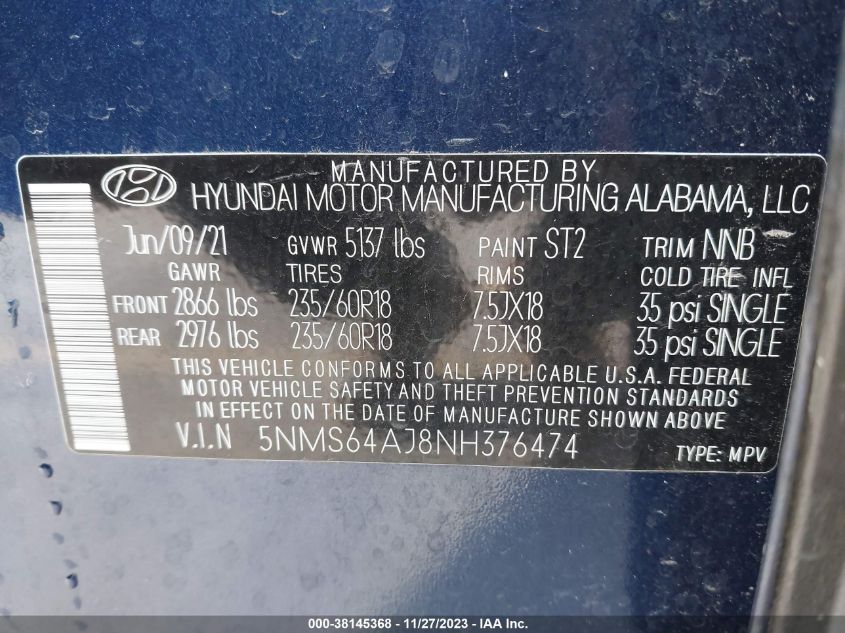 MANUFACTURED BY
HYUNDAI MOTOR MANUFACTURING ALABAMA, LLC
Jun/09/21 GVWR 5137 lbs PAINT ST2 TRIM NNB
GAWR TIRES RIMS COLD TIRE INFL
FRONT 2866 lbs 235/60R18 7.5JX18 35 psi SINGLE
REAR 2976 lbs 235/60R18 7.5JX18 35 psi SINGLE
THIS VEHICLE CONFORMS TO ALL APPLICABLE U.S.A. FEDERAL
MOTOR VEHICLE SAFETY AND THEFT PREVENTION STANDARDS
IN EFFECT ON THE DATE OF MANUFACTURE SHOWN ABOVE
V.I.N 5NMS64AJ8NH376474 TYPE: MPV
000-38145368 - 11/27/2023 - IAA Inc.